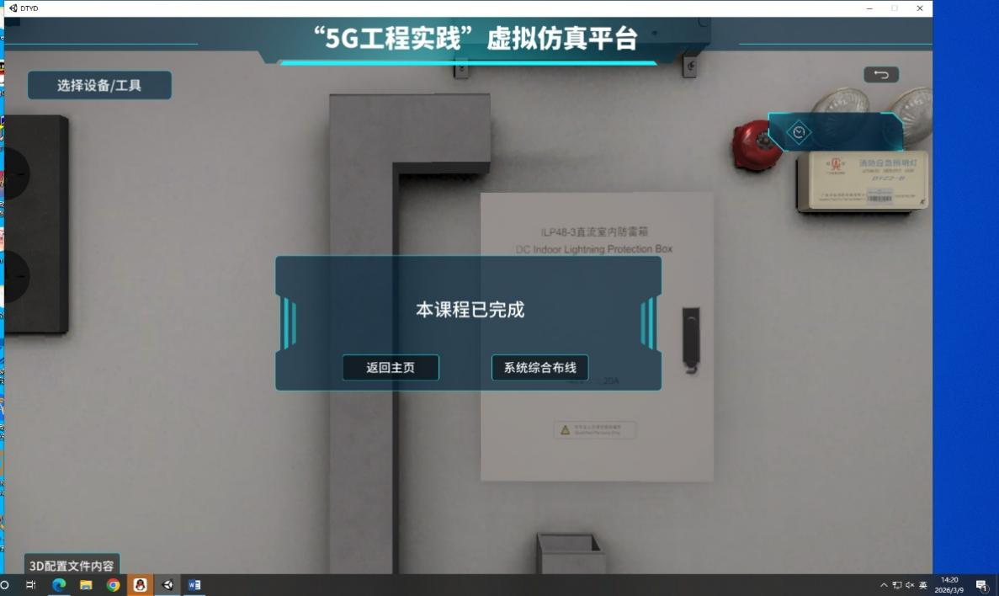 DTYD
“5G工程实践”虚拟仿真平台
选择设备/工具
消防应急照明灯
ILP48-3直流室内防雷箱
DC Indoor Lightning Protection Box
本课程已完成
返回主页
系统综合布线
20A
3D配置文件内容
英
14:20
2026/3/9
1